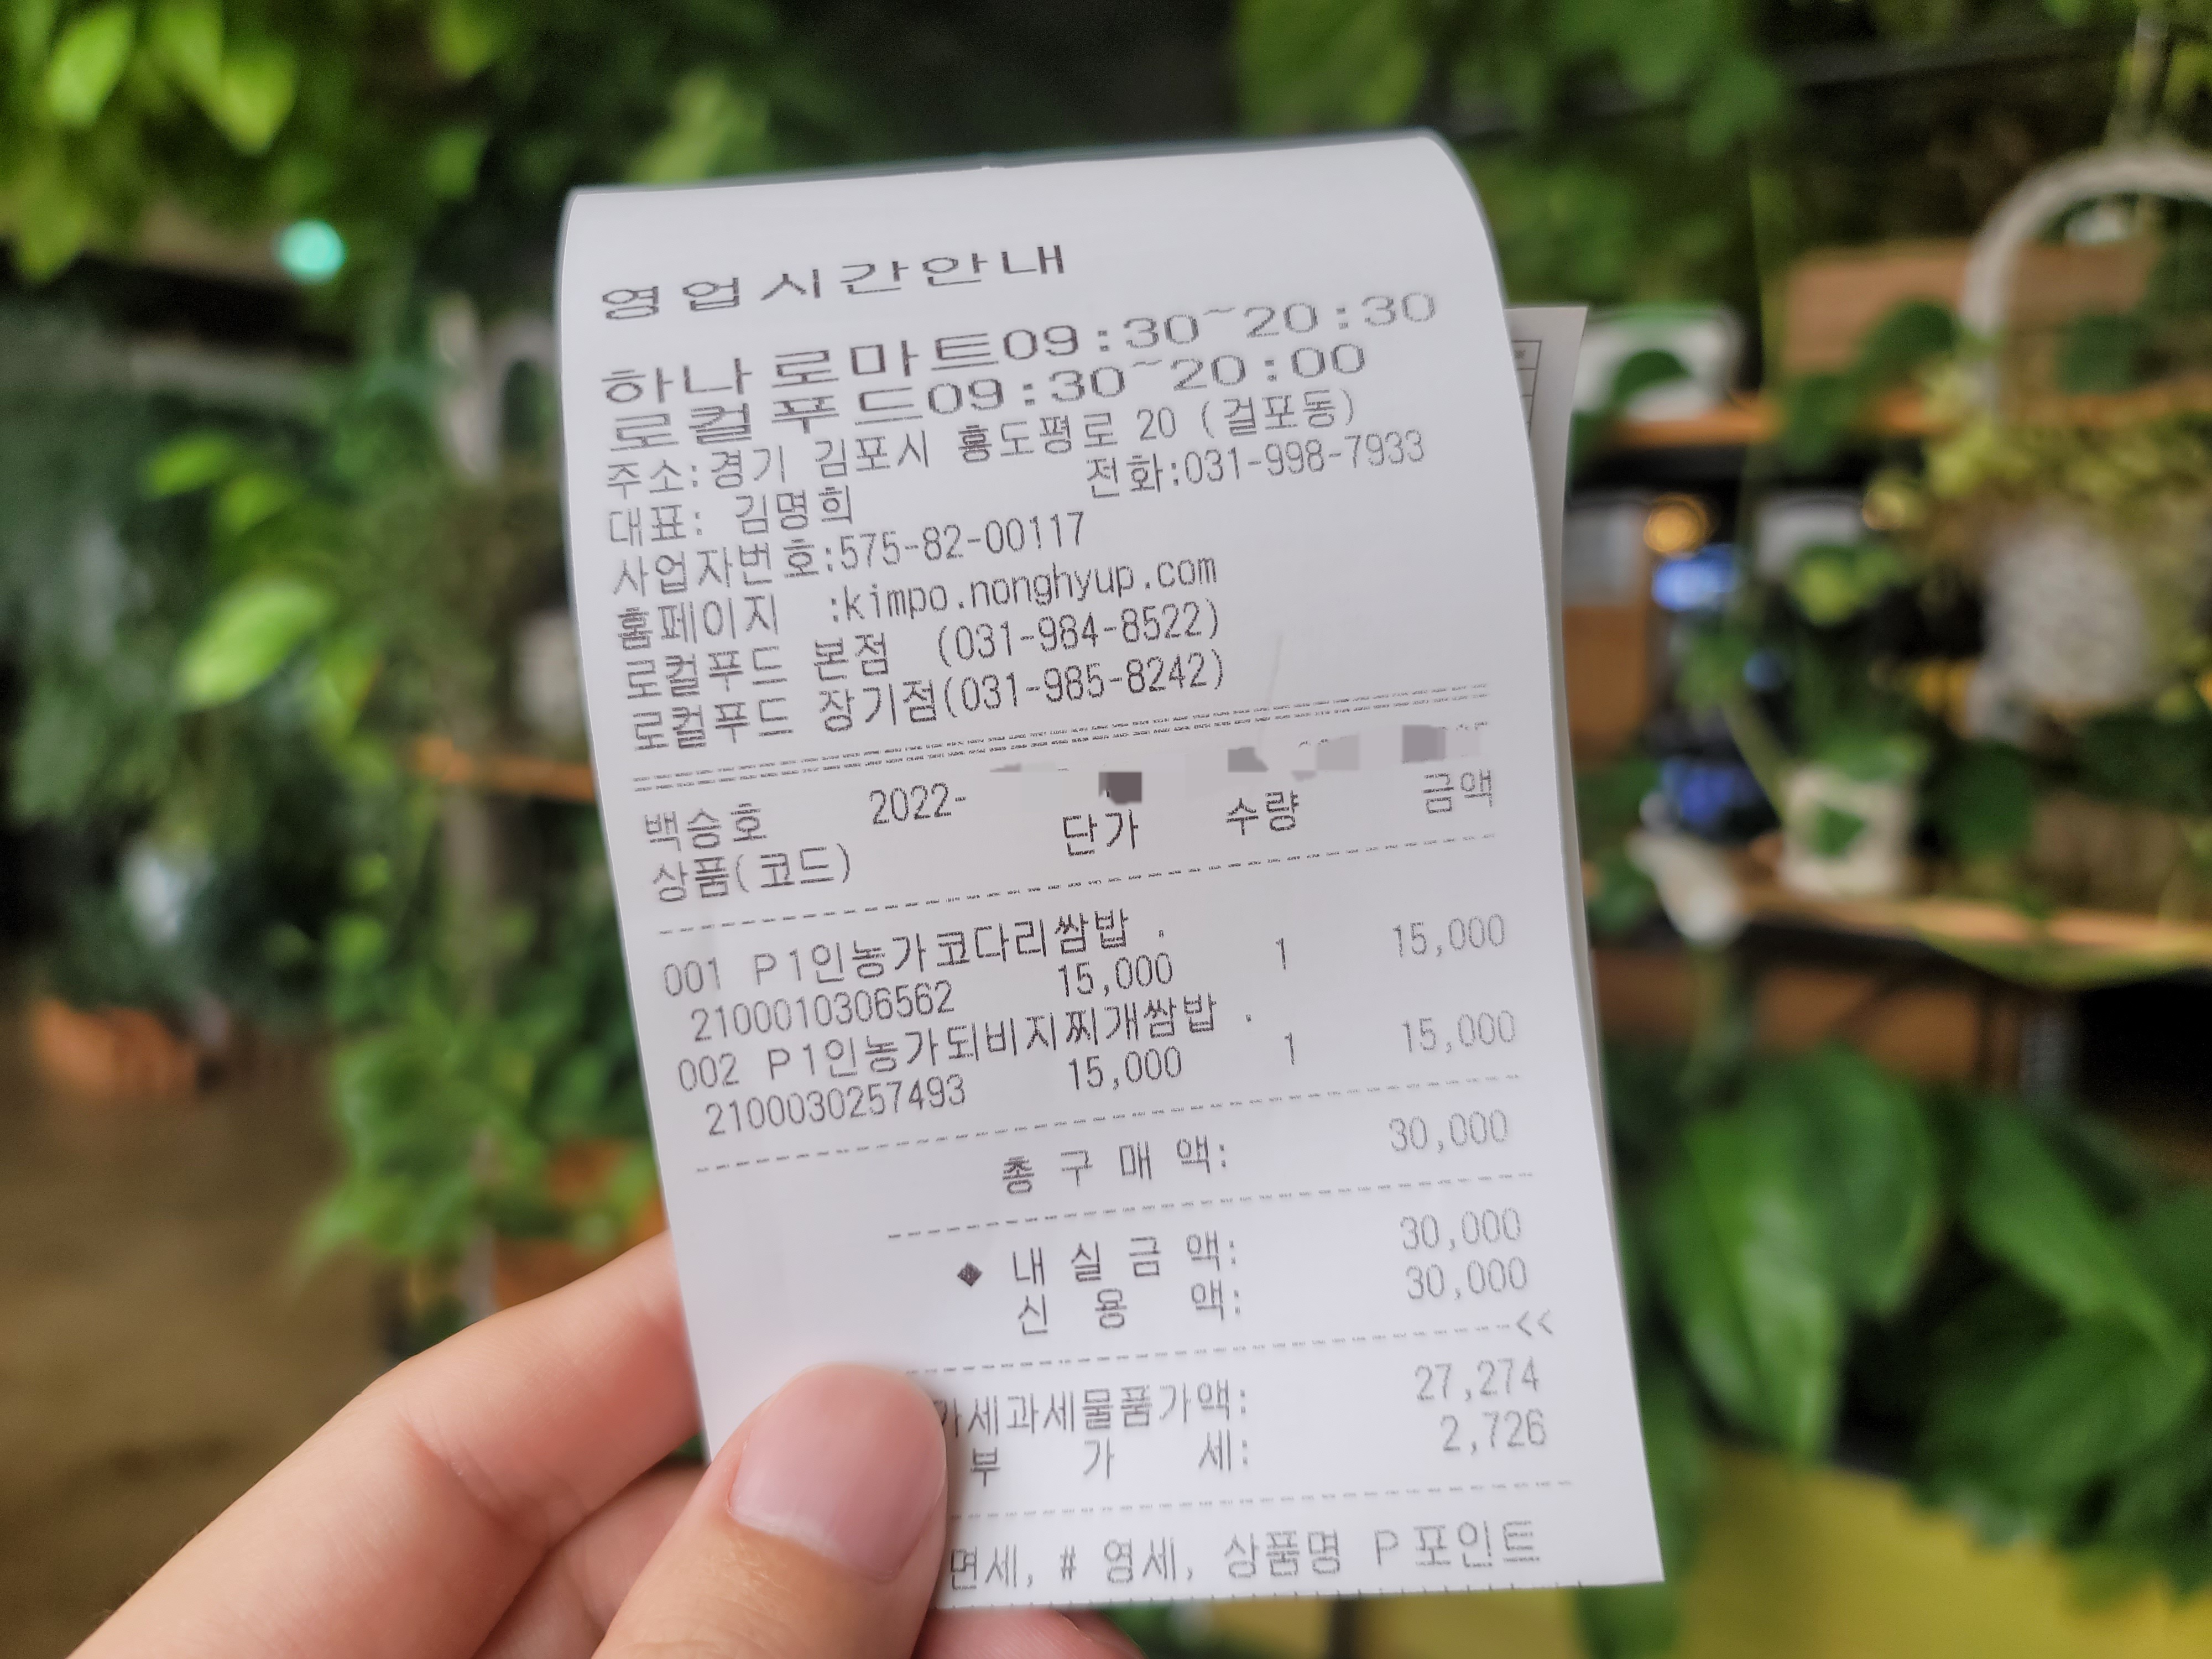 영업시간안내
하나로마트09:30~20:30
로컬푸드09:30~20:00
주소:경기 김포시 홍도평로 20 (걸포동)
대표: 김명희 전화:031-998-7933
사업자번호:575-82-00117
홈페이지 :kimpo.nonghyup.com
로컬푸드 본점 (031-984-8522)
로컬푸드 장기점(031-985-8242)
백승호 2022-
상품(코드) 단가 수량 금액
001 P1인농가코다리쌈밥 .
2100010306562 15,000 1 15,000
002 P1인농가되비지찌개쌈밥 .
2100030257493 15,000 1 15,000
총 구 매 액: 30,000
◆ 내 실 금 액: 30,000
신 용 액: 30,000
<<
세과세물품가액: 27,274
부 가 세: 2,726
면세, # 영세, 상품명 P 포인트